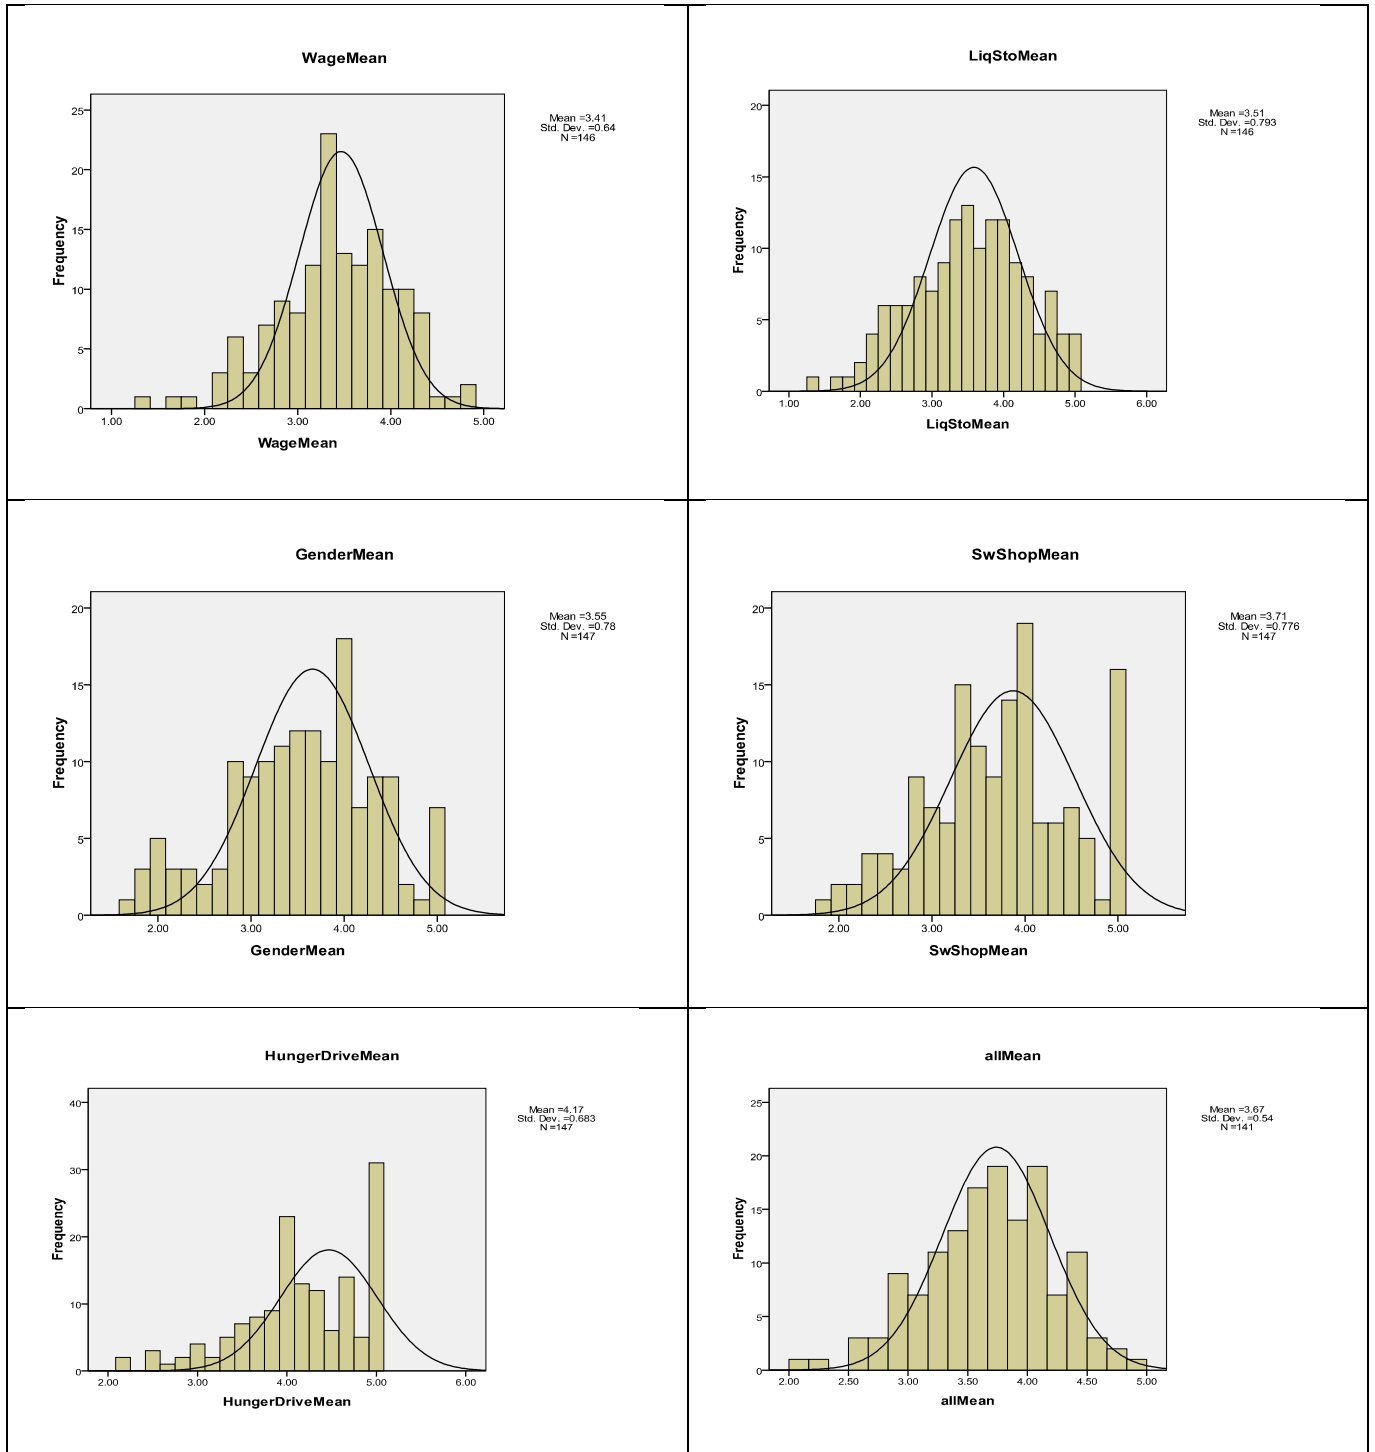 WageMean
Mean =3.41
Std. Dev. =0.64
N =146
Frequency
25
20
15
10
5
0
1.00 2.00 3.00 4.00 5.00
WageMean
LiqStoMean
Mean =3.51
Std. Dev. =0.793
N =146
Frequency
20
15
10
5
0
1.00 2.00 3.00 4.00 5.00 6.00
LiqStoMean
GenderMean
Mean =3.55
Std. Dev. =0.78
N =147
Frequency
20
15
10
5
0
2.00 3.00 4.00 5.00
GenderMean
SwShopMean
Mean =3.71
Std. Dev. =0.776
N =147
Frequency
20
15
10
5
0
2.00 3.00 4.00 5.00
SwShopMean
HungerDriveMean
Mean =4.17
Std. Dev. =0.683
N =147
Frequency
40
30
20
10
0
2.00 3.00 4.00 5.00 6.00
HungerDriveMean
allMean
Mean =3.67
Std. Dev. =0.54
N =141
Frequency
25
20
15
10
5
0
2.00 2.50 3.00 3.50 4.00 4.50 5.00
allMean